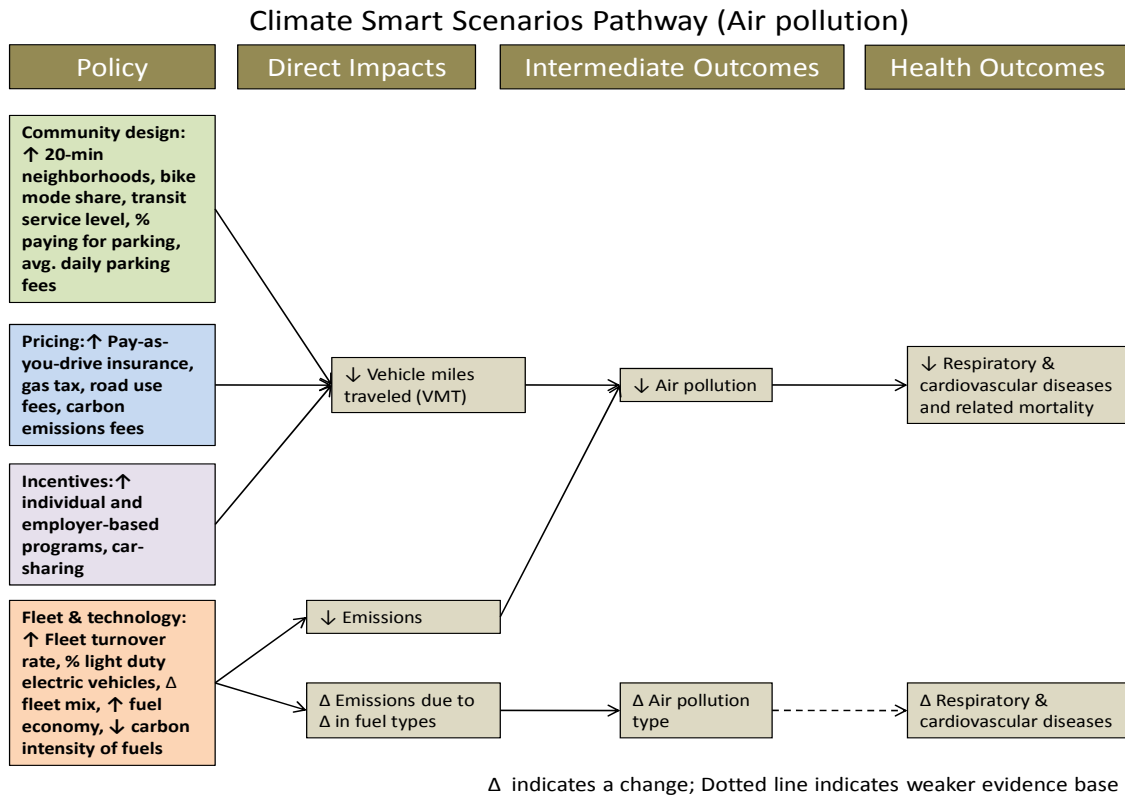 Climate Smart Scenarios Pathway (Air pollution)
Policy
Direct Impacts
Intermediate Outcomes
Health Outcomes
Community design:
↑ 20-min
neighborhoods, bike
mode share, transit
service level, %
paying for parking,
avg. daily parking
fees
Pricing:↑ Pay-as-
you-drive insurance,
gas tax, road use
fees, carbon
emissions fees
Incentives:↑
individual and
employer-based
programs, car-
sharing
Fleet & technology:
↑ Fleet turnover
rate, % light duty
electric vehicles, Δ
fleet mix, ↑ fuel
economy, ↓ carbon
intensity of fuels
↓ Vehicle miles
traveled (VMT)
↓ Emissions
Δ Emissions due to
Δ in fuel types
↓ Air pollution
Δ Air pollution
type
↓ Respiratory &
cardiovascular diseases
and related mortality
Δ Respiratory &
cardiovascular diseases
Δ indicates a change; Dotted line indicates weaker evidence base